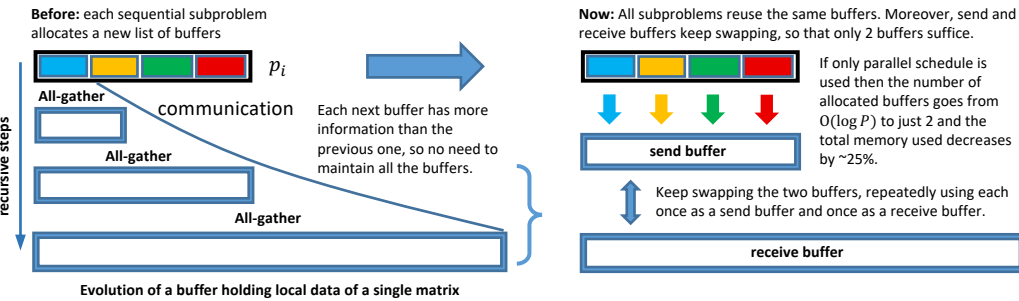 Before: each sequential subproblem
allocates a new list of buffers
p_i
All-gather
communication
All-gather
All-gather
recursive steps
Each next buffer has more
information than the
previous one, so no need to
maintain all the buffers.
Evolution of a buffer holding local data of a single matrix
Now: All subproblems reuse the same buffers. Moreover, send and
receive buffers keep swapping, so that only 2 buffers suffice.
If only parallel schedule is
used then the number of
allocated buffers goes from
O(log P) to just 2 and the
total memory used decreases
by ~25%.
send buffer
Keep swapping the two buffers, repeatedly using each
once as a send buffer and once as a receive buffer.
receive buffer